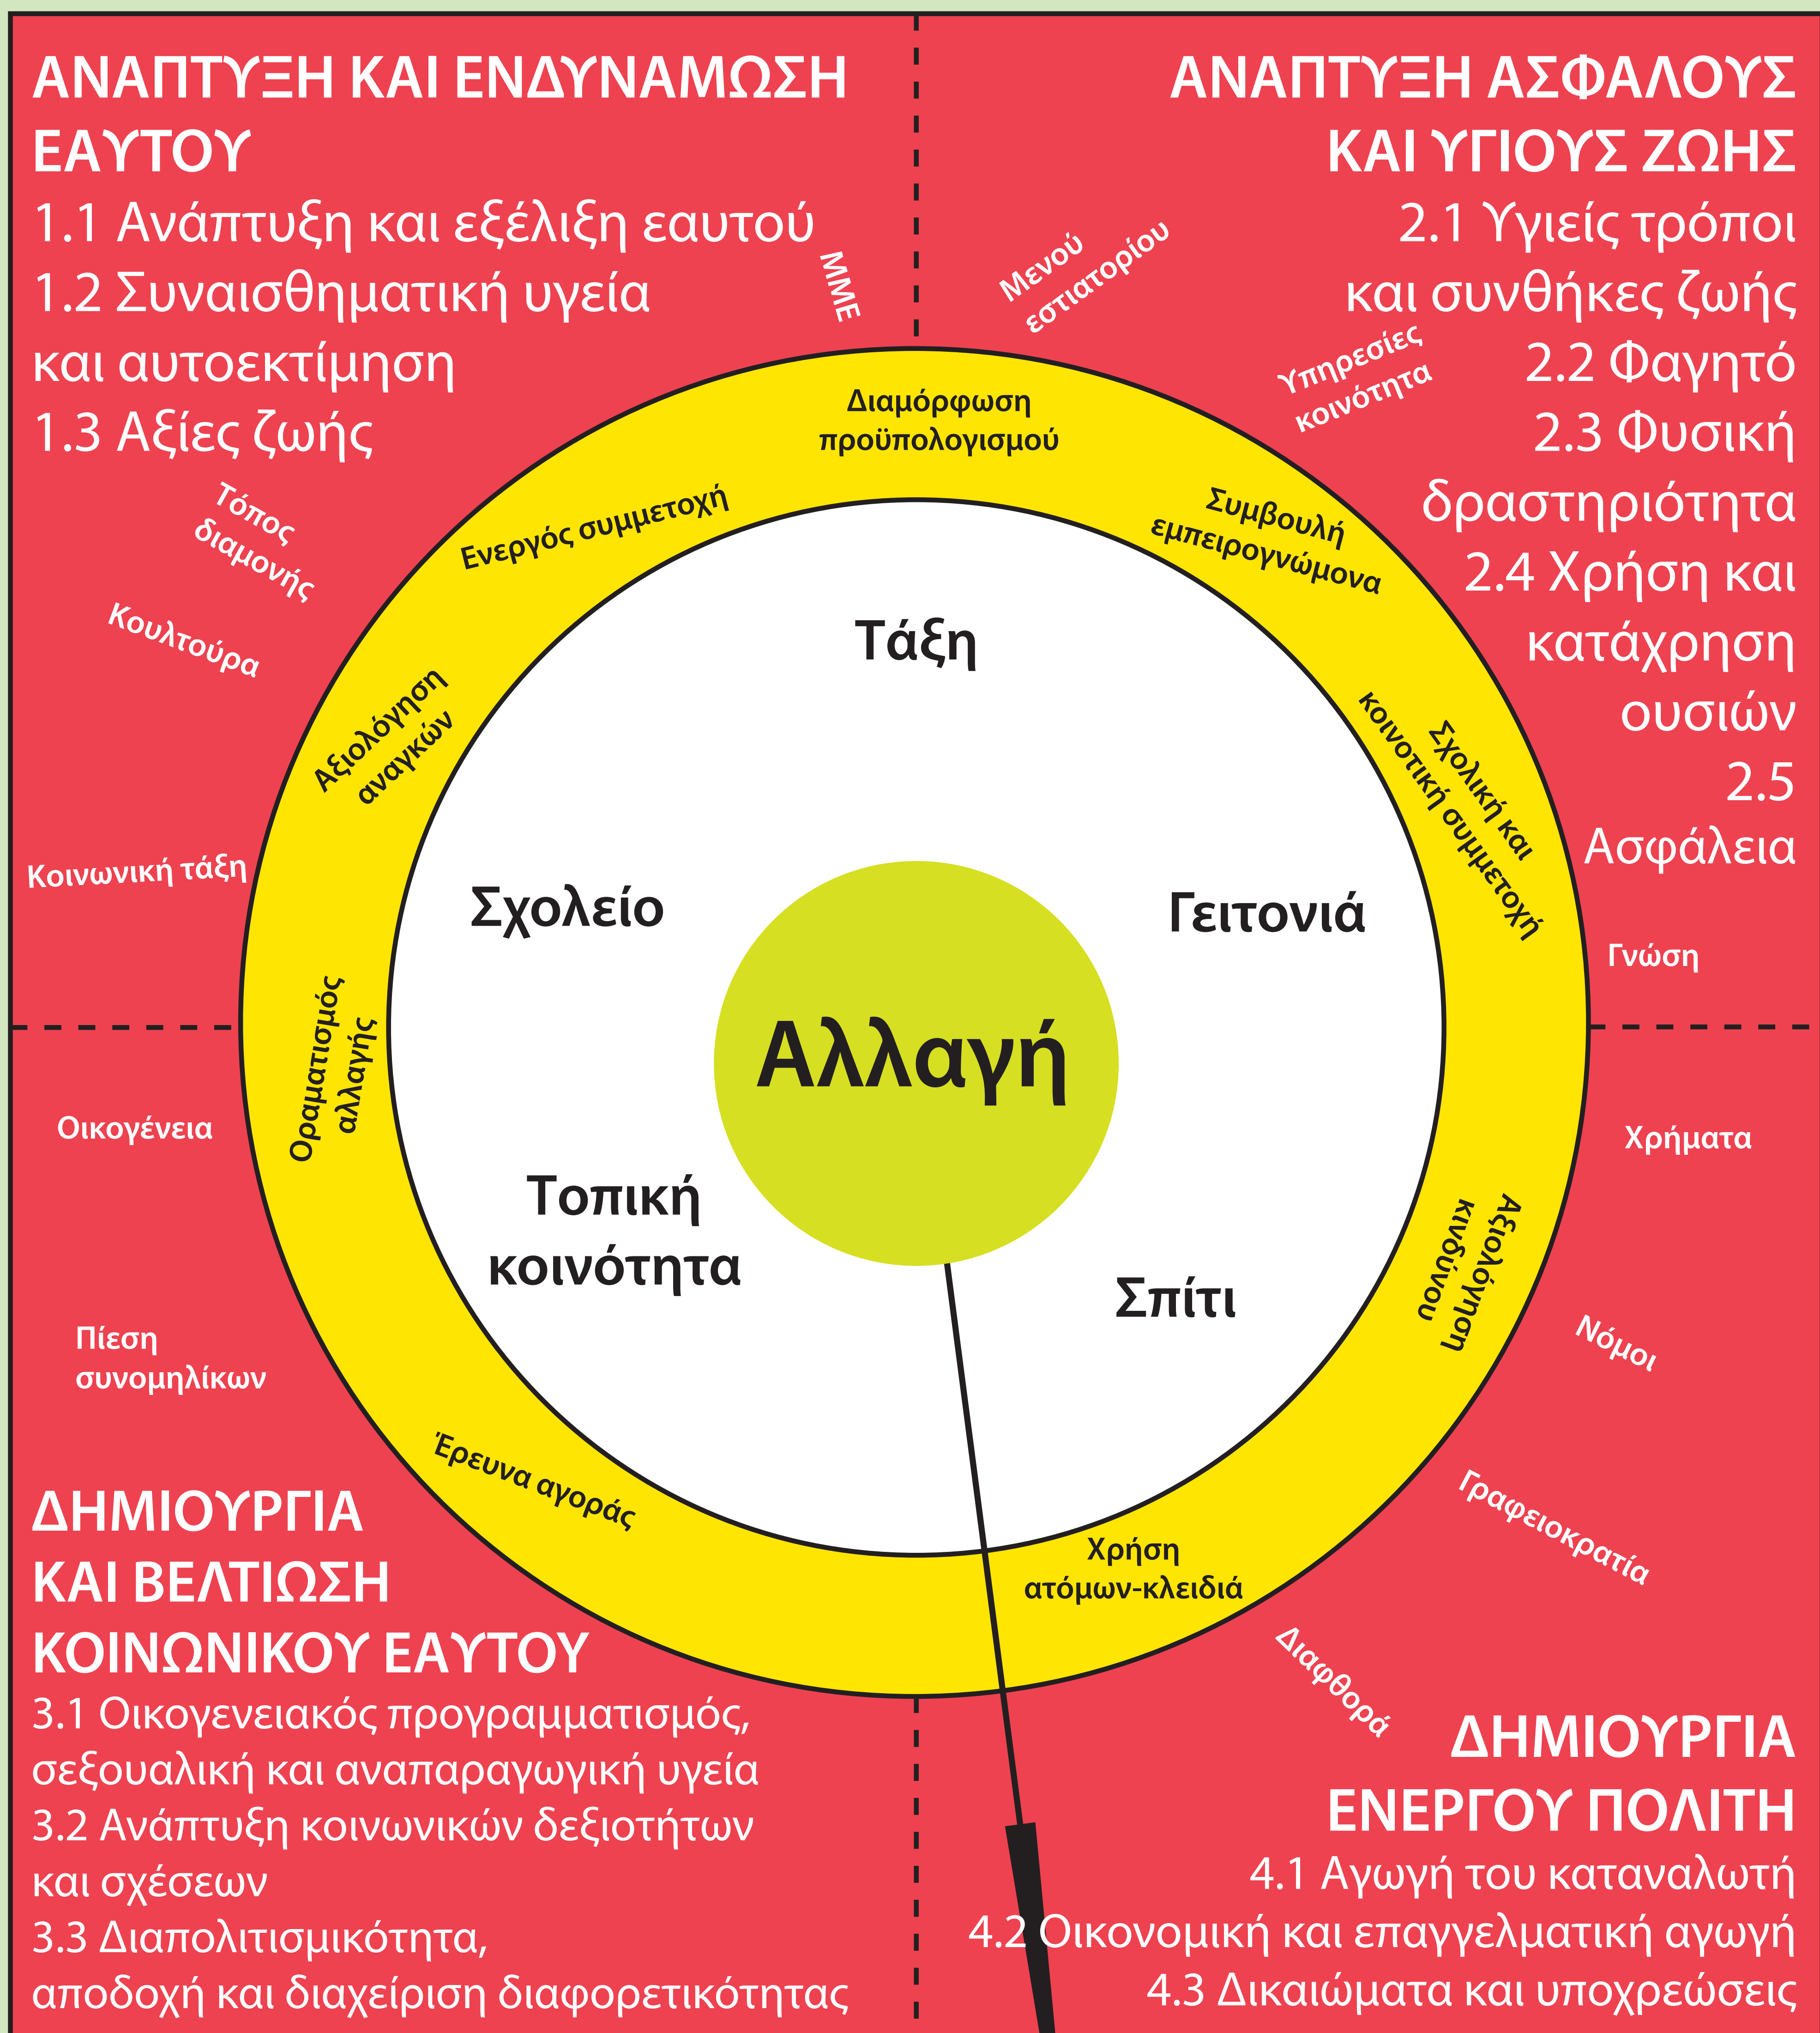 ΑΝΑΠΤΥΞΗ ΚΑΙ ΕΝΔΥΝΑΜΩΣΗ
ΕΑΥΤΟΥ
1.1 Ανάπτυξη και εξέλιξη εαυτού
1.2 Συναισθηματική υγεία
και αυτοεκτίμηση
1.3 Αξίες ζωής
ΑΝΑΠΤΥΞΗ ΑΣΦΑΛΟΥΣ
ΚΑΙ ΥΓΙΟΥΣ ΖΩΗΣ
2.1 Υγιείς τρόποι
και συνθήκες ζωής
2.2 Φαγητό
2.3 Φυσική
δραστηριότητα
2.4 Χρήση και
κατάχρηση
ουσιών
2.5
Ασφάλεια
ΜΜΕ
Μενού
εστιατορίου
Υπηρεσίες
κοινότητα
Τόπος
διαμονής
Κουλτούρα
Κοινωνική τάξη
Γνώση
Οικογένεια
Χρήματα
Πίεση
συνομηλίκων
Νόμοι
Γραφειοκρατία
Διαφθορά
Διαμόρφωση
προϋπολογισμού
Ενεργός συμμετοχή
Συμβουλή
εμπειρογνώμονα
Αξιολόγηση
αναγκών
Σχολική και
κοινοτική συμμετοχή
Οραματισμός
αλλαγής
Αξιολόγηση
κινδύνου
Έρευνα αγοράς
Χρήση
ατόμων-κλειδιά
Τάξη
Σχολείο
Γειτονιά
Αλλαγή
Τοπική
κοινότητα
Σπίτι
ΔΗΜΙΟΥΡΓΙΑ
ΚΑΙ ΒΕΛΤΙΩΣΗ
ΚΟΙΝΩΝΙΚΟΥ ΕΑΥΤΟΥ
3.1 Οικογενειακός προγραμματισμός,
σεξουαλική και αναπαραγωγική υγεία
3.2 Ανάπτυξη κοινωνικών δεξιοτήτων
και σχέσεων
3.3 Διαπολιτισμικότητα,
αποδοχή και διαχείριση διαφορετικότητας
ΔΗΜΙΟΥΡΓΙΑ
ΕΝΕΡΓΟΥ ΠΟΛΙΤΗ
4.1 Αγωγή του καταναλωτή
4.2 Οικονομική και επαγγελματική αγωγή
4.3 Δικαιώματα και υποχρεώσεις